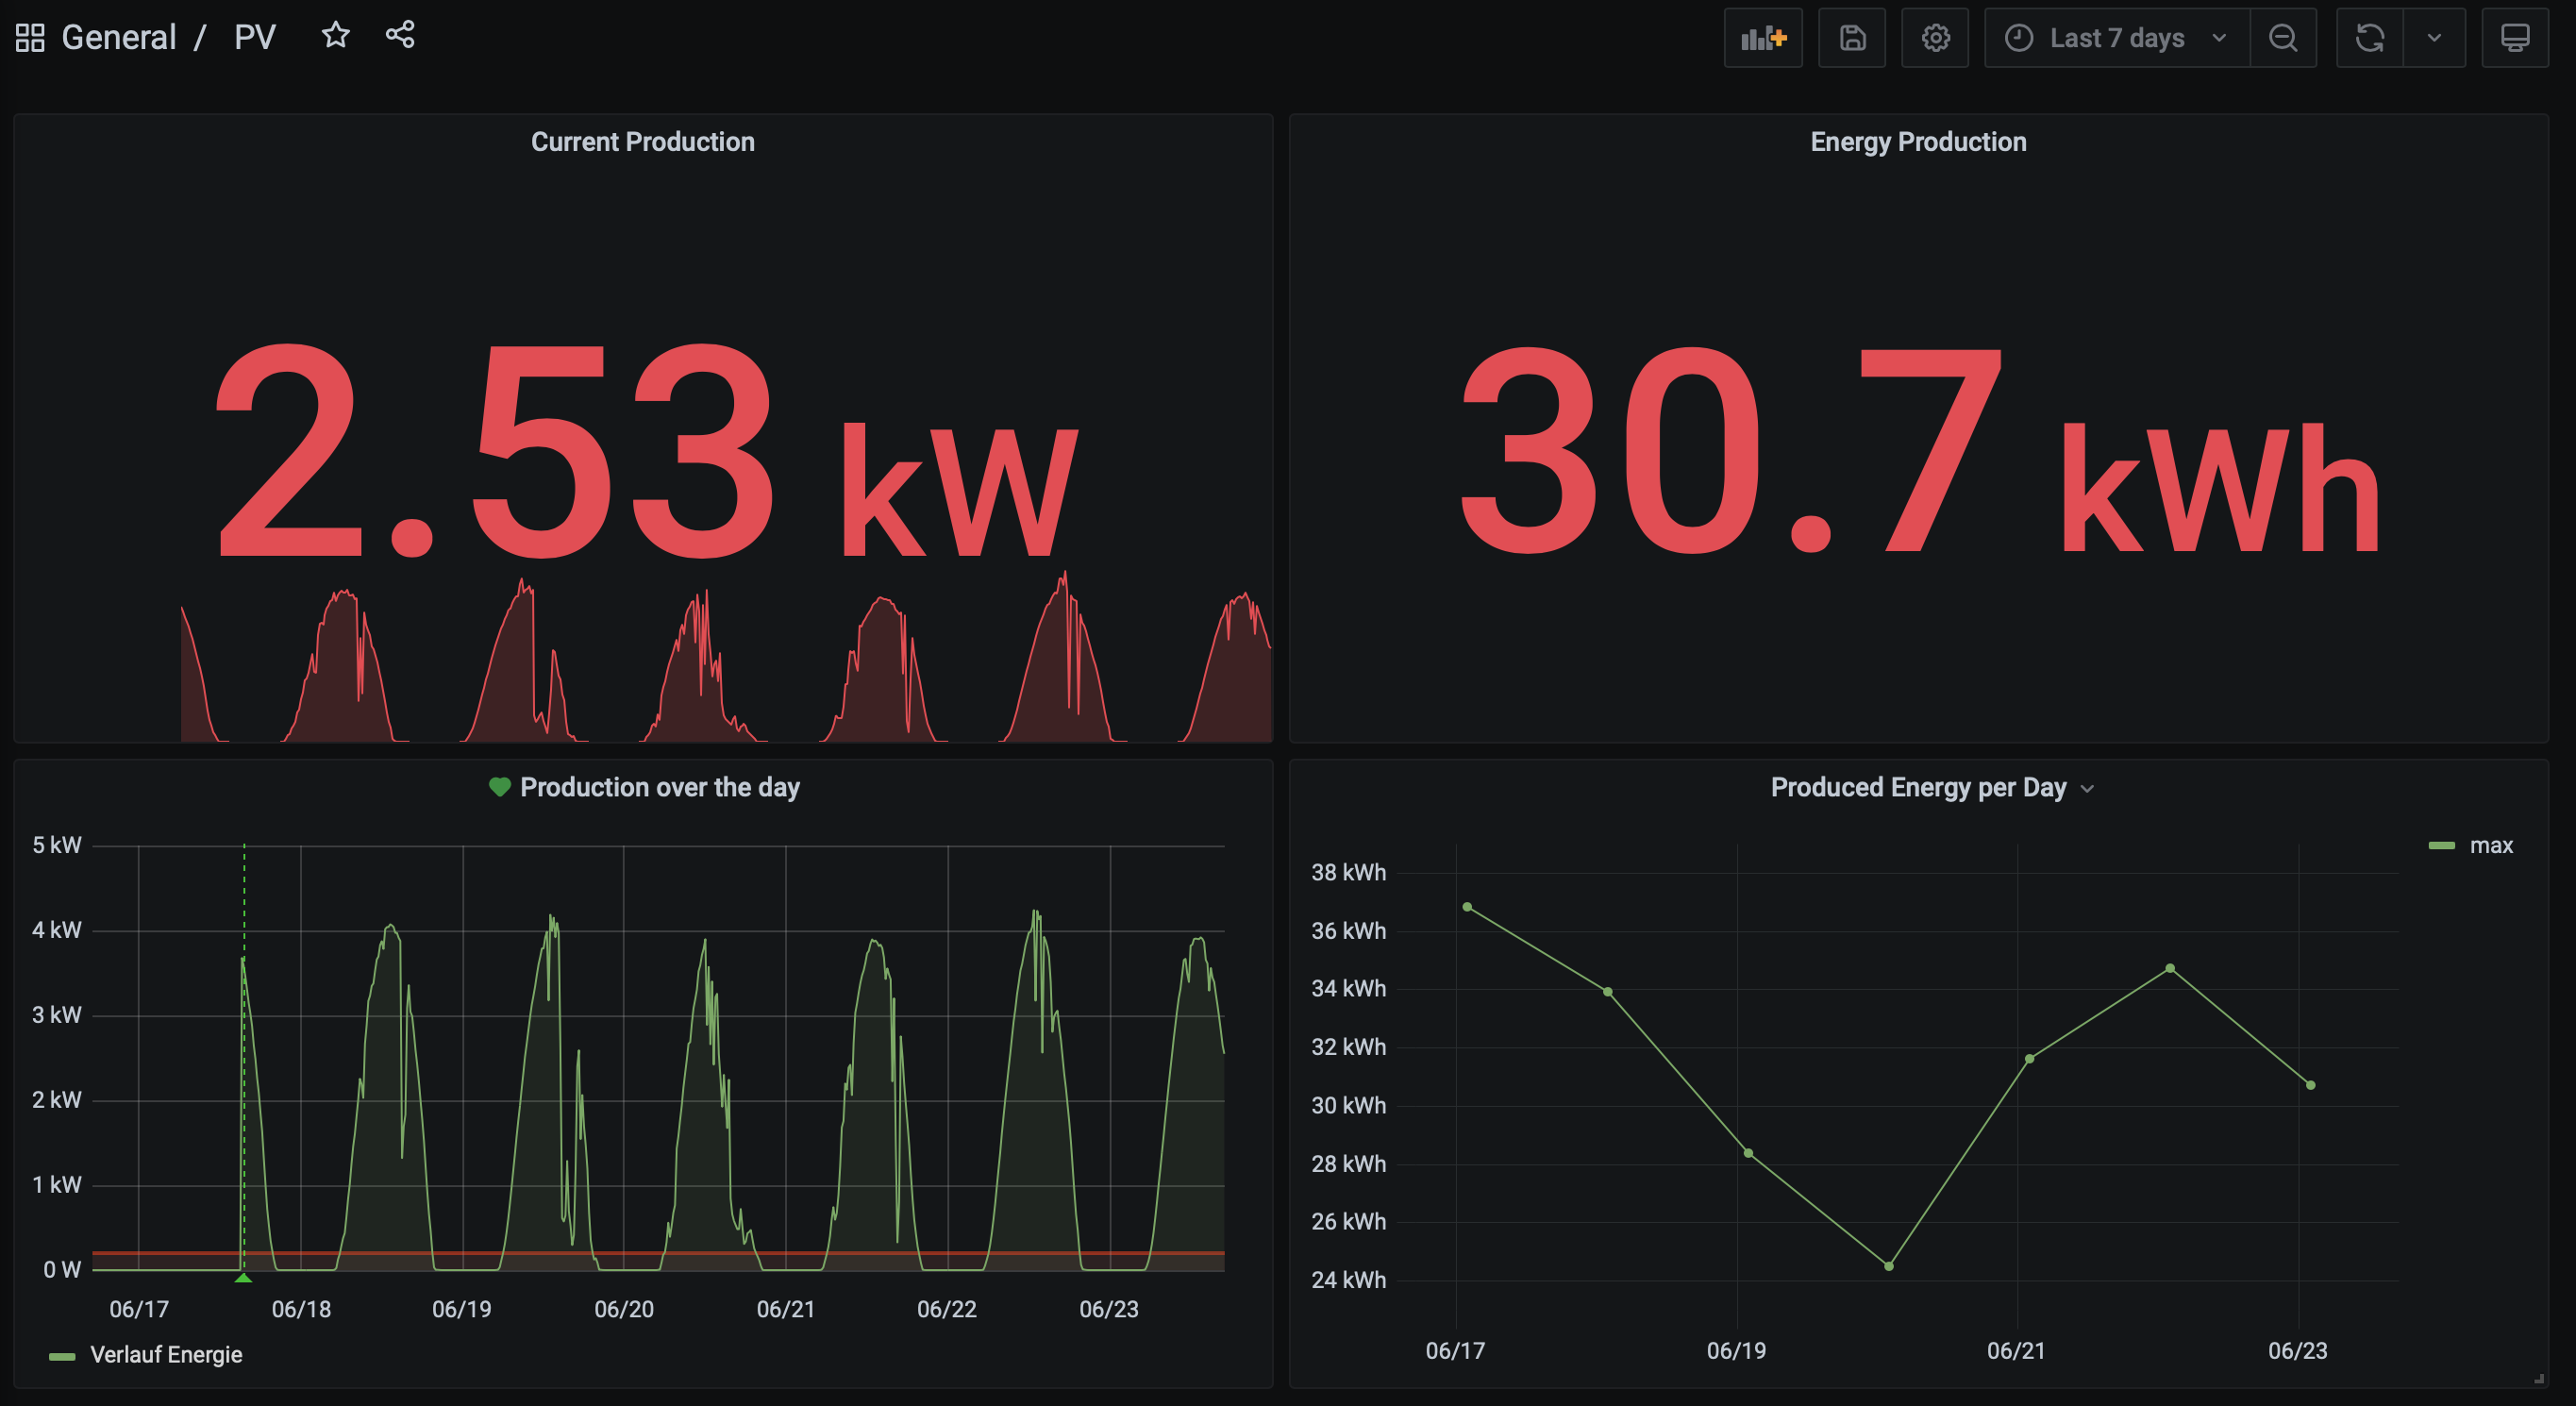 General / PV
Last 7 days
Current Production
2.53 kW
Energy Production
30.7 kWh
Production over the day
5 kW
4 kW
3 kW
2 kW
1 kW
0 W
06/17 06/18 06/19 06/20 06/21 06/22 06/23
Verlauf Energie
Produced Energy per Day
max
38 kWh
36 kWh
34 kWh
32 kWh
30 kWh
28 kWh
26 kWh
24 kWh
06/17 06/19 06/21 06/23